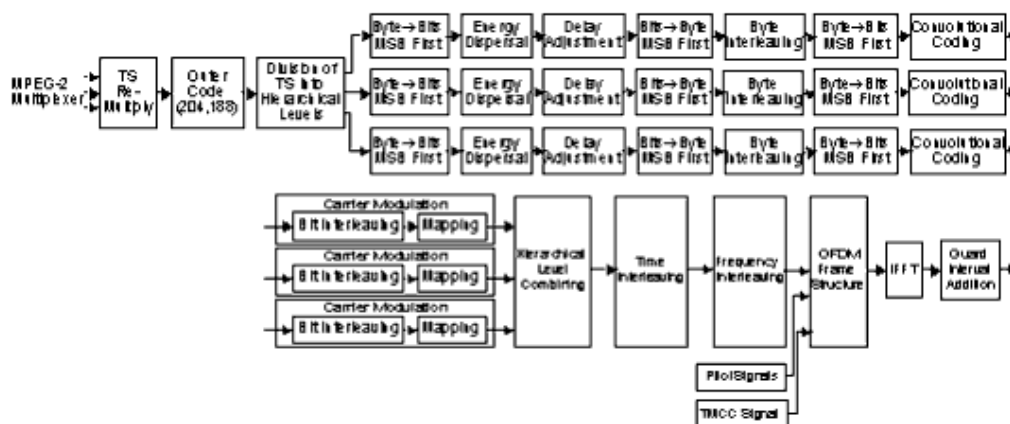 Byte→Bits
MSB First
Energy
Dispersal
Delay
Adjustment
Bits→Byte
MSB First
Byte
Interleaving
Byte→Bits
MSB First
Convolutional
Coding
MPEG-2
Multiplexer
TS
Re-
Multiply
Outer
Code
(204,188)
Division of
TS into
Hierarchical
Levels
Byte→Bits
MSB First
Energy
Dispersal
Delay
Adjustment
Bits→Byte
MSB First
Byte
Interleaving
Byte→Bits
MSB First
Convolutional
Coding
Byte→Bits
MSB First
Energy
Dispersal
Delay
Adjustment
Bits→Byte
MSB First
Byte
Interleaving
Byte→Bits
MSB First
Convolutional
Coding
Carrier Modulation
Bit Interleaving
Mapping
Carrier Modulation
Bit Interleaving
Mapping
Carrier Modulation
Bit Interleaving
Mapping
Hierarchical
Level
Combining
Time
Interleaving
Frequency
Interleaving
OFDM
Frame
Structure
IFFT
Guard
Interval
Addition
Pilot Signals
TMCC Signal